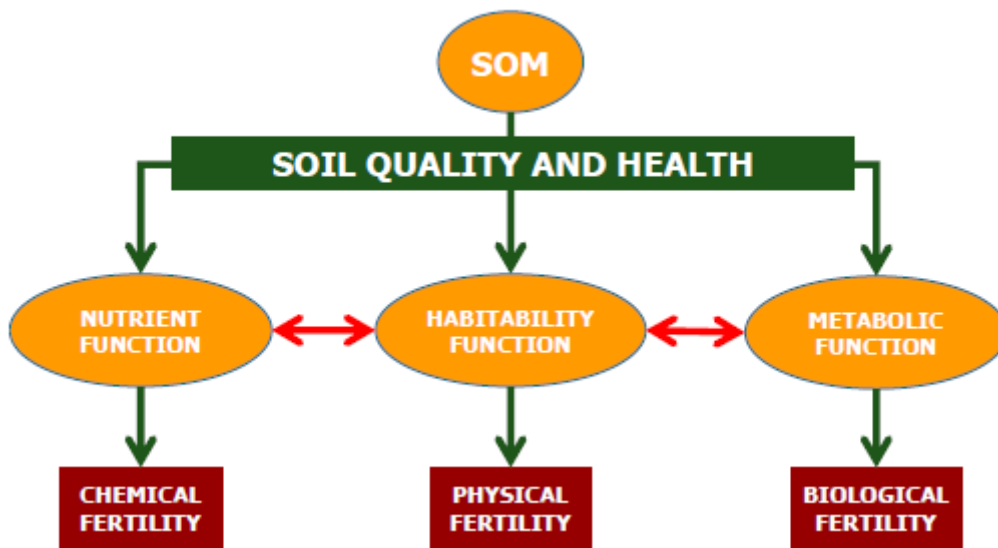 SOM
SOIL QUALITY AND HEALTH
NUTRIENT
FUNCTION
HABITABILITY
FUNCTION
METABOLIC
FUNCTION
CHEMICAL
FERTILITY
PHYSICAL
FERTILITY
BIOLOGICAL
FERTILITY